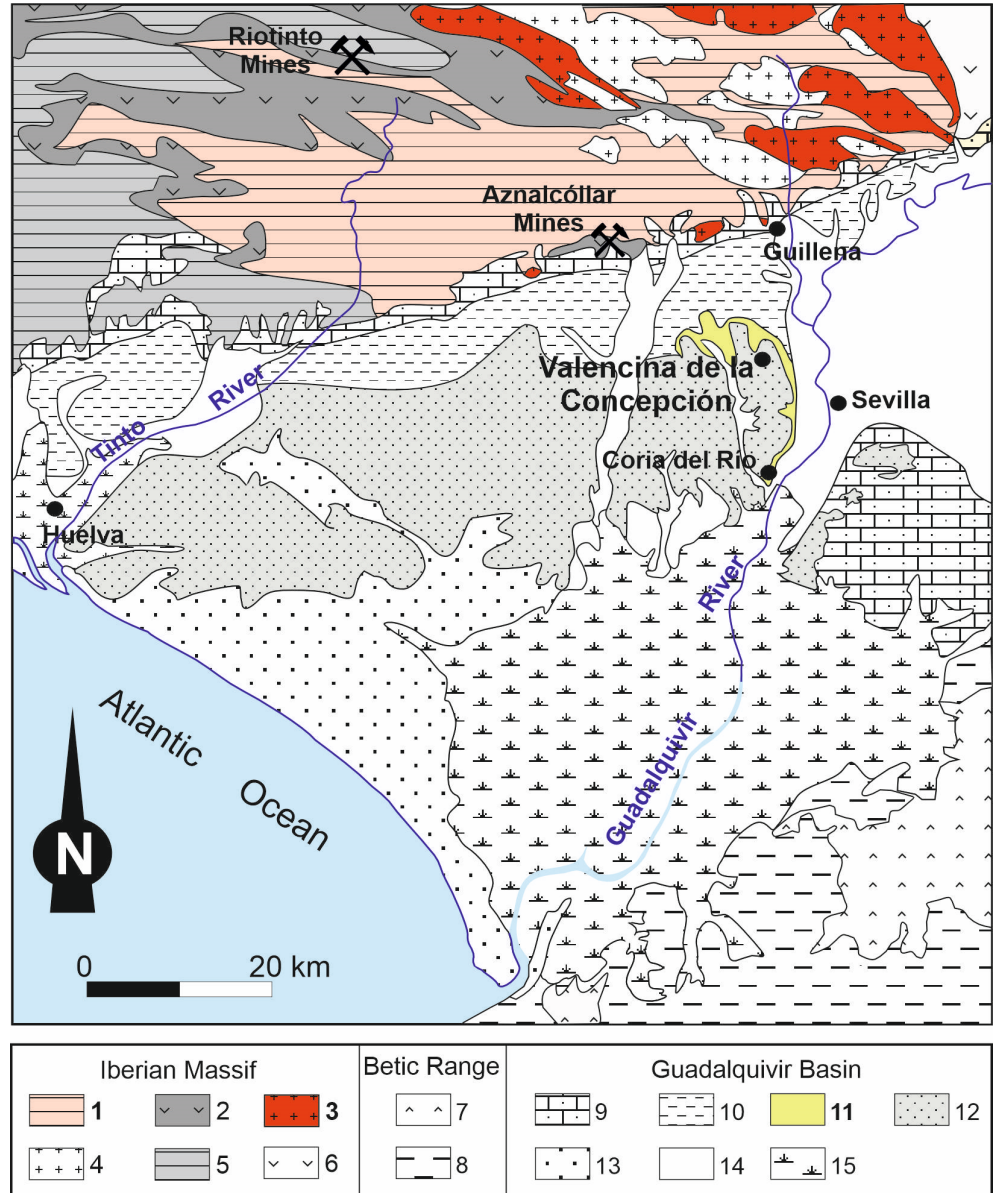 Riotinto
Mines
Aznalcóllar
Mines
Guillena
Valencina de la
Concepción
Sevilla
Coria del Río
Tinto River
Huelva
Guadalquivir River
Atlantic
Ocean
N
0 20 km
Iberian Massif
Betic Range
Guadalquivir Basin
1 2 3 7 9 10 11 12
4 5 6 8 13 14 15